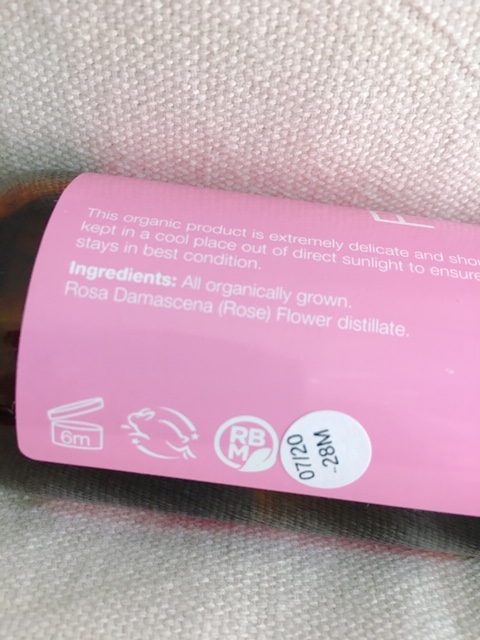 This organic product is extremely delicate and
kept in a cool place out of direct sunlight to ensure
stays in best condition.
Ingredients: All organically grown.
Rosa Damascena (Rose) Flower distillate.
6m
RB
M
07/20
-28M